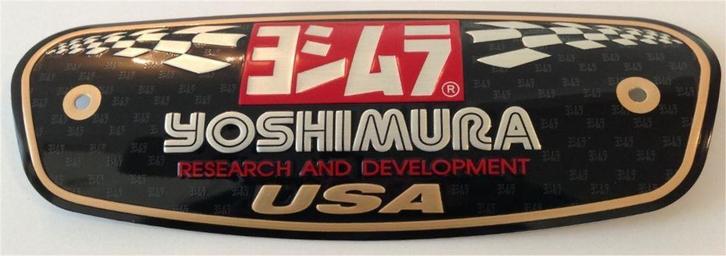 ヨシムラ®
YOSHIMURA
RESEARCH AND DEVELOPMENT
USA